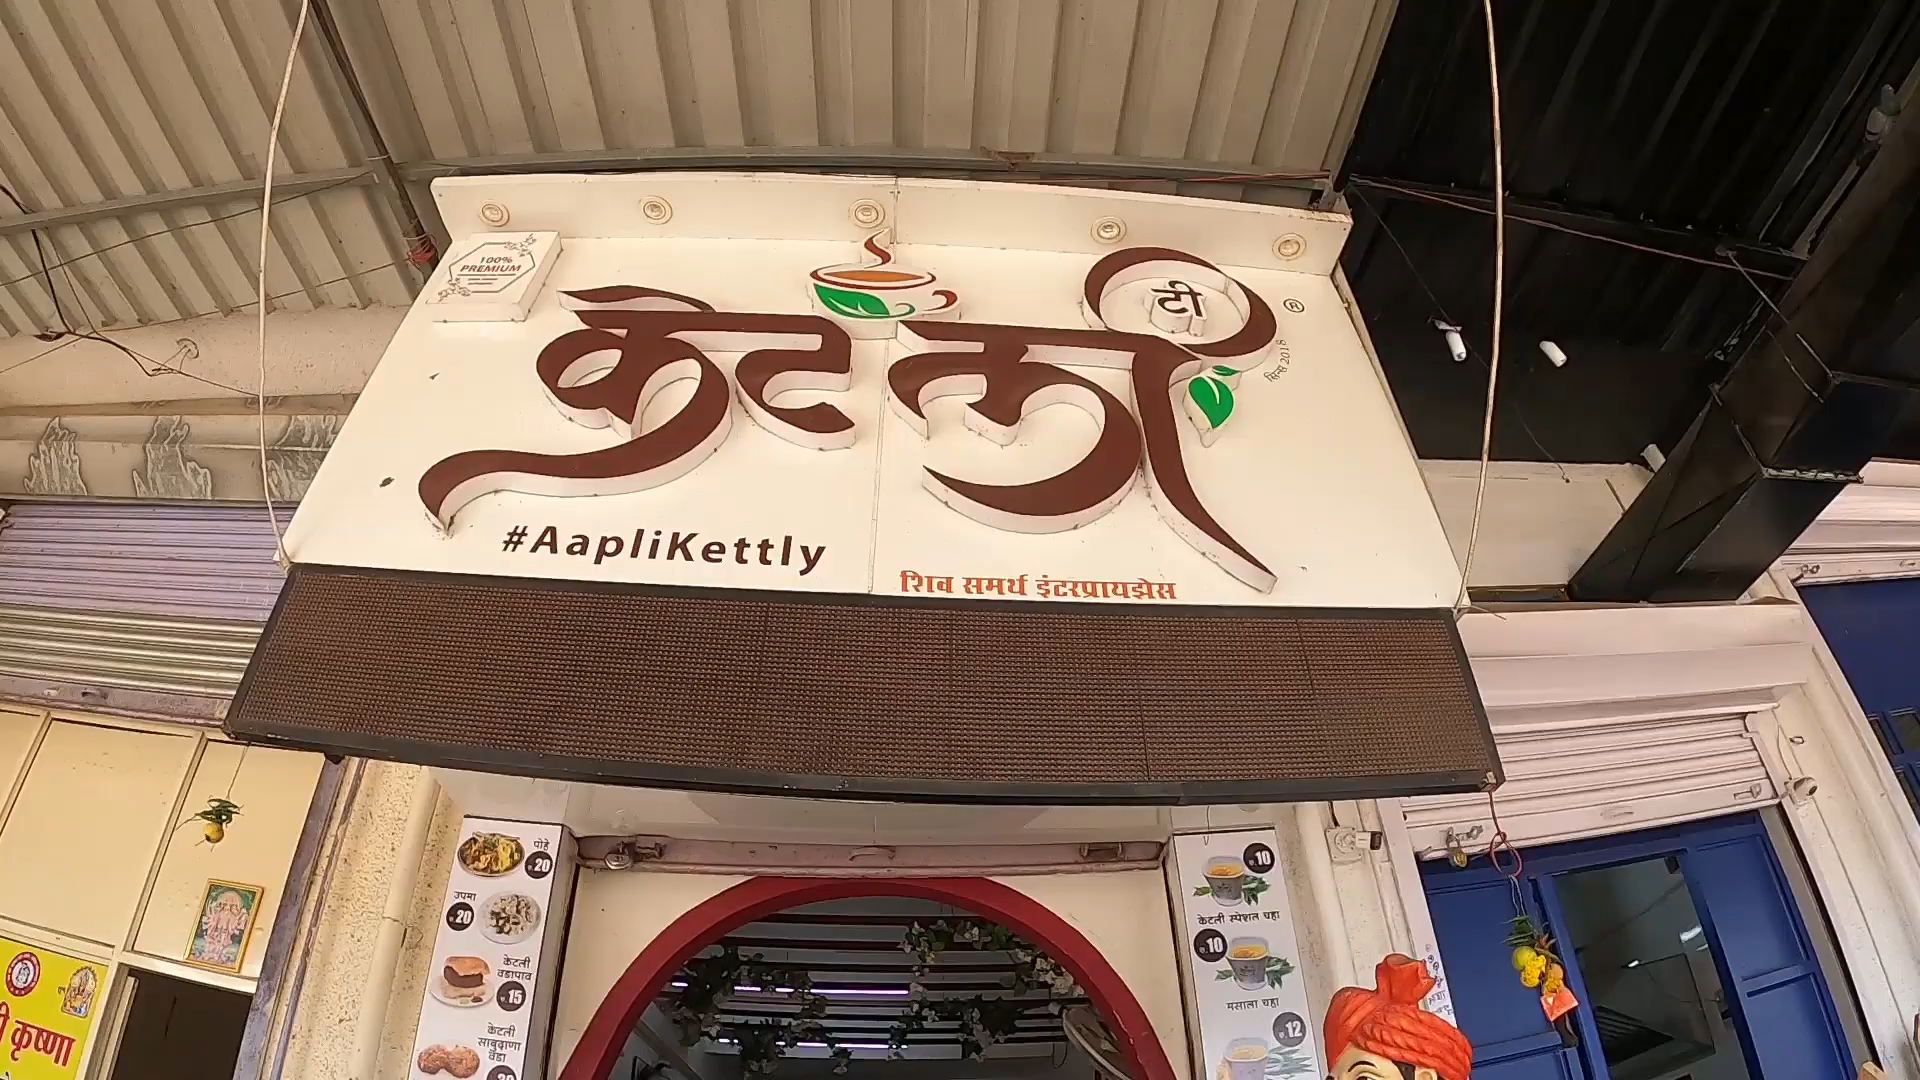 100%
PREMIUM
केटली
टी
®
सिन्स 2018
#AapliKettly
शिव समर्थ इंटरप्रायझेस
पोहे
रु.20
उपमा
रु.20
केटली
वडापाव
रु.15
केटली
साबुदाणा
वडा
20
रु.10
केटली स्पेशल चहा
रु.10
मसाला चहा
रु.12
कृष्णा